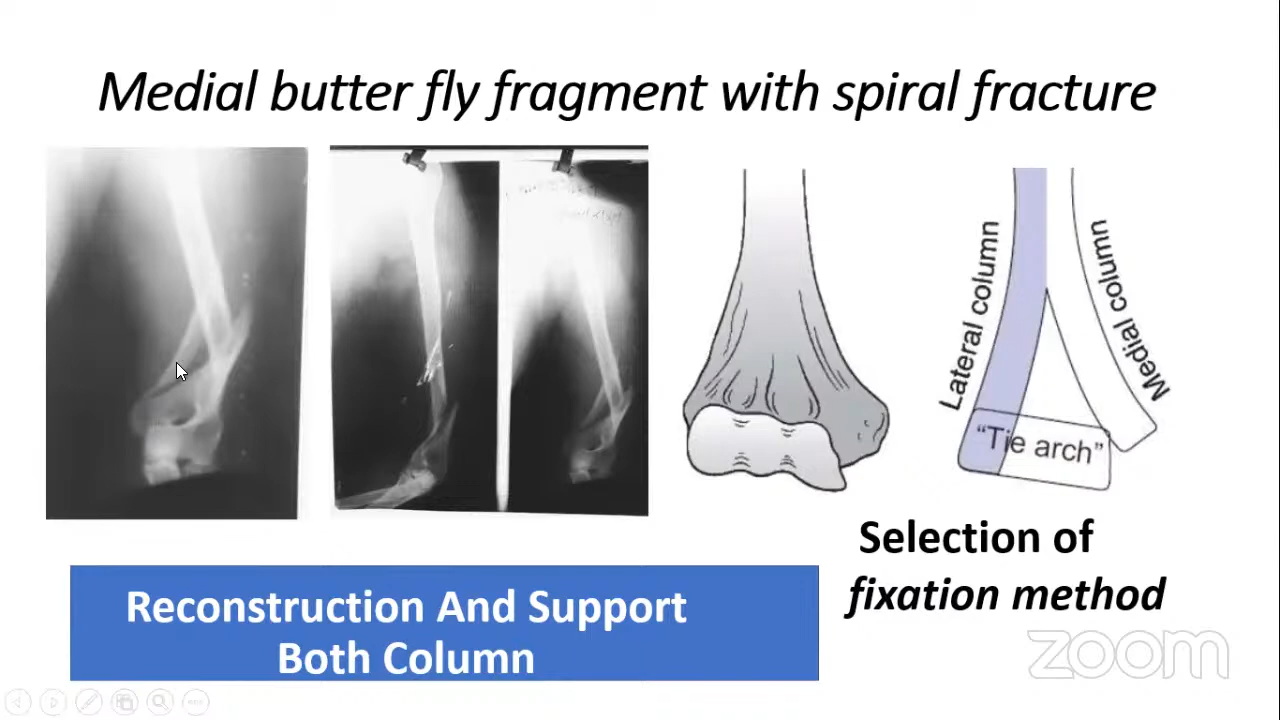 Medial butter fly fragment with spiral fracture
Lateral column
Medial column
“Tie arch”
Selection of
fixation method
Reconstruction And Support
Both Column
zoom